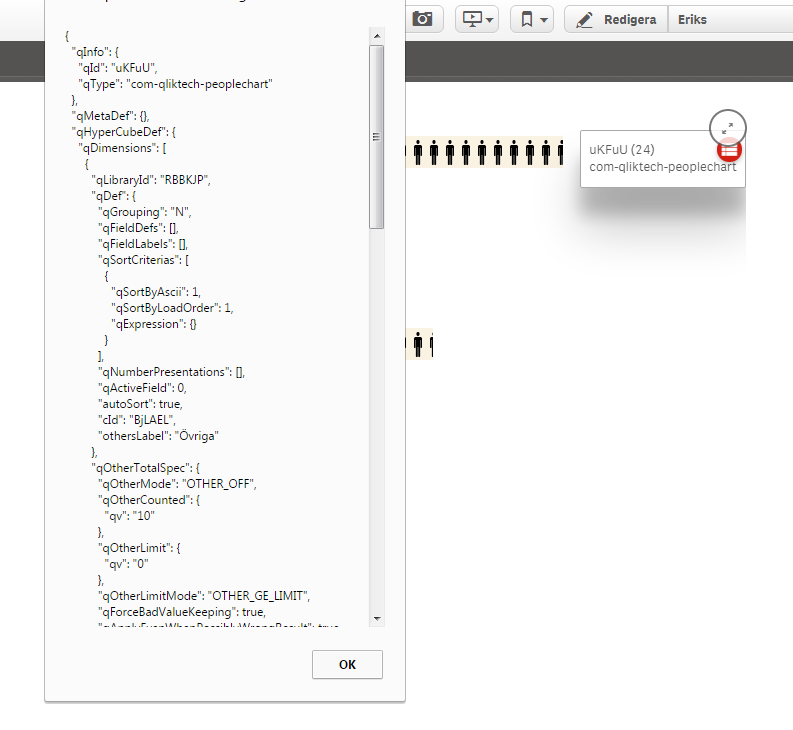 Redigera
Eriks
{
"qInfo": {
"qId": "uKFuU",
"qType": "com-qliktech-peoplechart"
},
"qMetaDef": {},
"qHyperCubeDef": {
"qDimensions": [
{
"qLibraryId": "RBBKJP",
"qDef": {
"qGrouping": "N",
"qFieldDefs": [],
"qFieldLabels": [],
"qSortCriterias": [
{
"qSortByAscii": 1,
"qSortByLoadOrder": 1,
"qExpression": {}
}
],
"qNumberPresentations": [],
"qActiveField": 0,
"autoSort": true,
"cId": "BjLAEL",
"othersLabel": "Övriga"
},
"qOtherTotalSpec": {
"qOtherMode": "OTHER_OFF",
"qOtherCounted": {
"qv": "10"
},
"qOtherLimit": {
"qv": "0"
},
"qOtherLimitMode": "OTHER_GE_LIMIT",
"qForceBadValueKeeping": true,
"qApplyEvenWhenPossiblyWrongResult": true,
OK
uKFuU (24)
com-qliktech-peoplechart